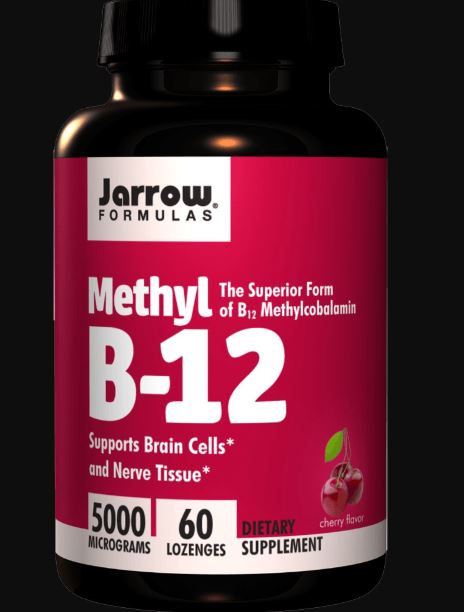 Jarrow®
FORMULAS
Methyl
The Superior Form
of B12 Methylcobalamin
B-12
Supports Brain Cells*
and Nerve Tissue*
5000
MICROGRAMS
60
LOZENGES
DIETARY
SUPPLEMENT
cherry flavor